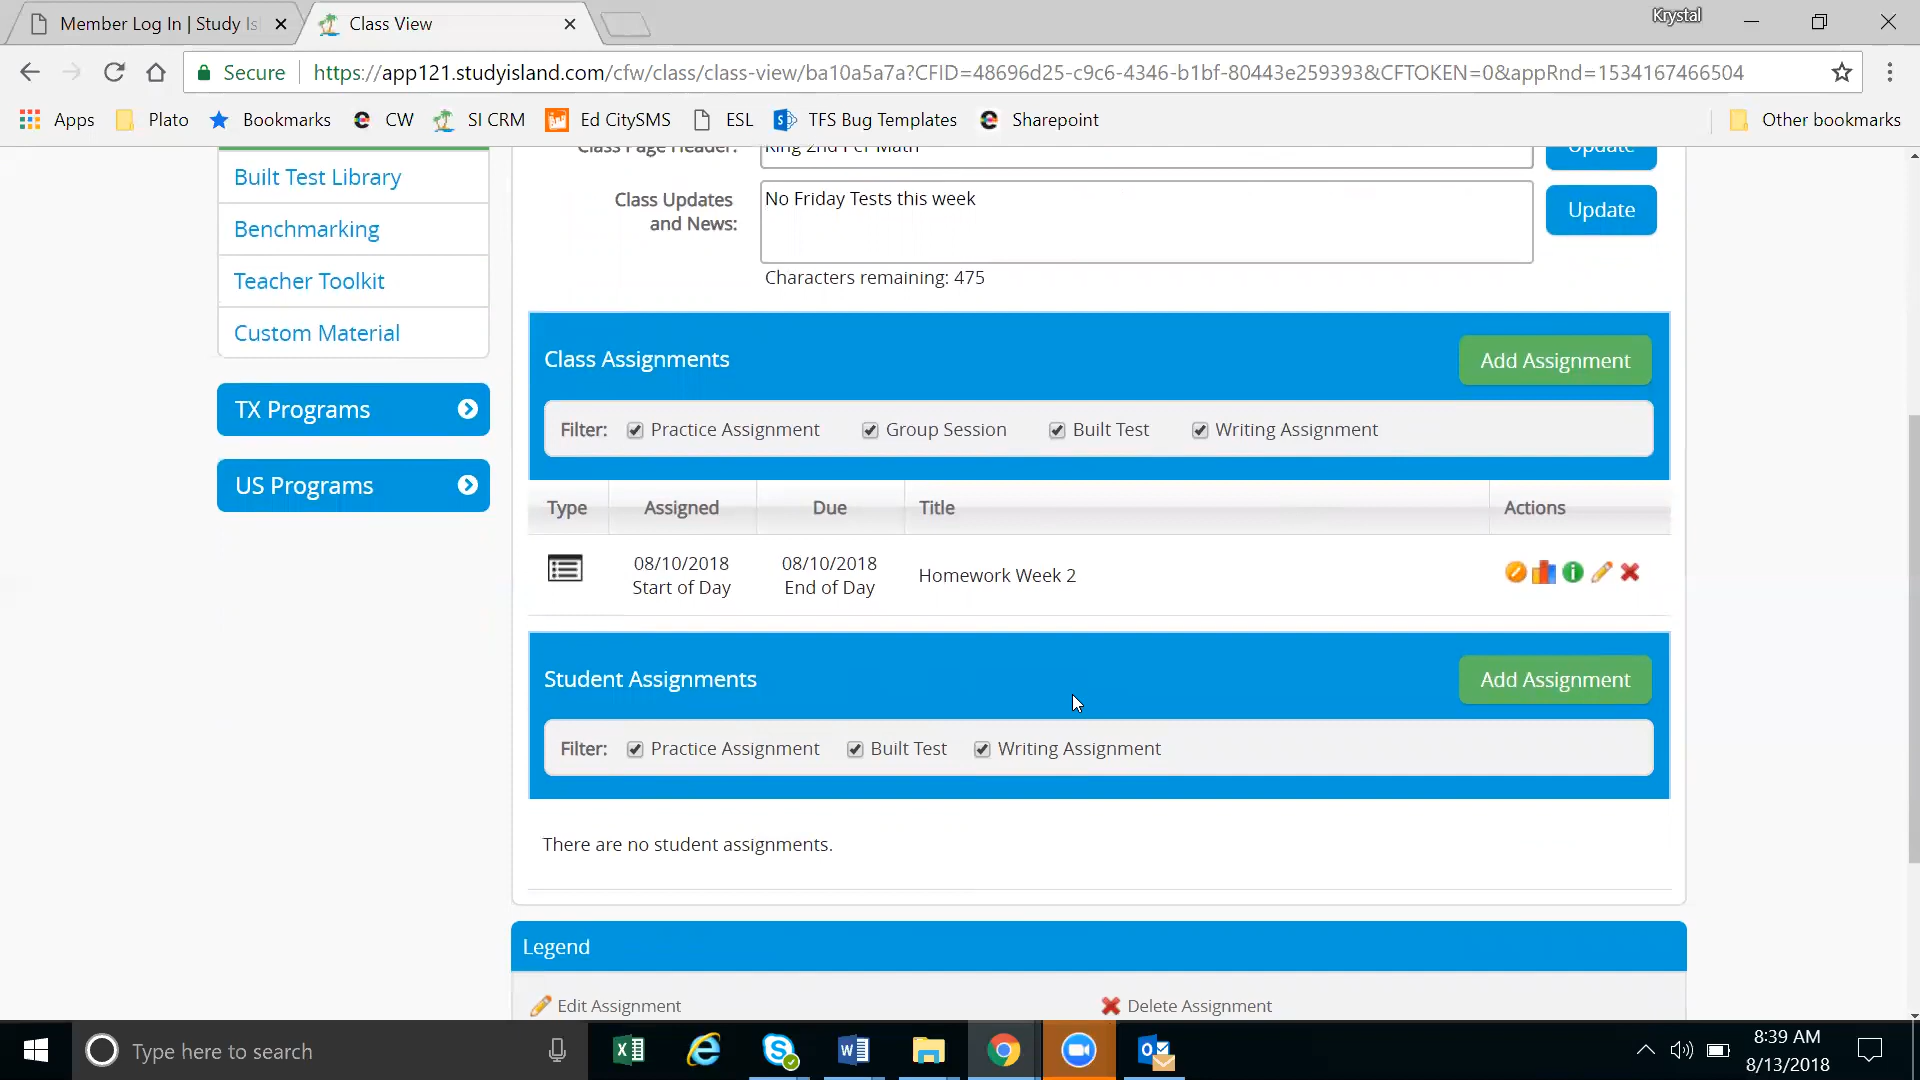 Member Log In | Study Is
Class View
Krystal
Secure
https://app121.studyisland.com/cfw/class/class-view/ba10a5a7a?CFID=48696d25-c9c6-4346-b1bf-80443e259393&CFTOKEN=0&appRnd=1534167466504
Apps
Plato
Bookmarks
CW
SI CRM
Ed CitySMS
ESL
TFS Bug Templates
Sharepoint
Other bookmarks
Built Test Library
Benchmarking
Teacher Toolkit
Custom Material
TX Programs
US Programs
Class Page Header:
King 2nd Per Math
Update
Class Updates
and News:
No Friday Tests this week
Update
Characters remaining: 475
Class Assignments
Add Assignment
Filter:
Practice Assignment
Group Session
Built Test
Writing Assignment
Type
Assigned
Due
Title
Actions
08/10/2018
Start of Day
08/10/2018
End of Day
Homework Week 2
Student Assignments
Add Assignment
Filter:
Practice Assignment
Built Test
Writing Assignment
There are no student assignments.
Legend
Edit Assignment
Delete Assignment
Type here to search
8:39 AM
8/13/2018